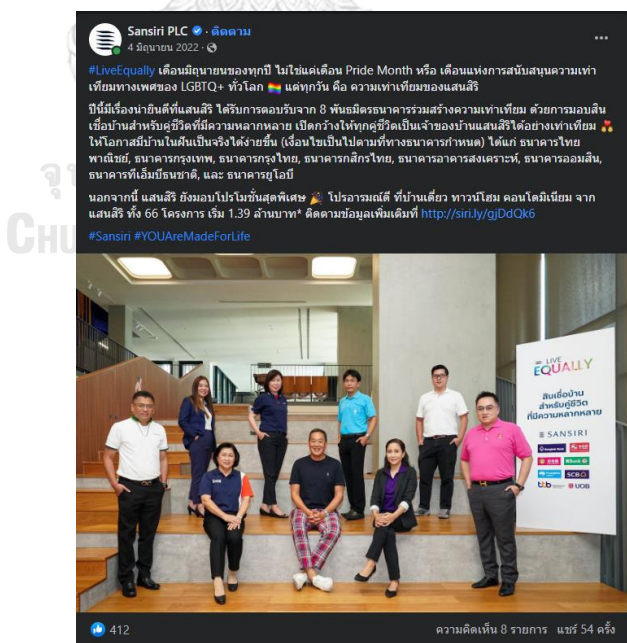 Sansiri PLC · ติดตาม
4 มิถุนายน 2022 ·
#LiveEqually เดือนมิถุนายนของทุกปี ไม่ใช่แค่เดือน Pride Month หรือ เดือนแห่งการสนับสนุนความเท่า
เทียมทางเพศของ LGBTQ+ ทั่วโลก 🏳️‍🌈 แต่ทุกวัน คือ ความเท่าเทียมของแสนสิริ
ปีนี้มีเรื่องน่ายินดีที่แสนสิริ ได้รับการตอบรับจาก 8 พันธมิตรธนาคารร่วมสร้างความเท่าเทียม ด้วยการมอบสิน
เชื่อบ้านสำหรับคู่ชีวิตที่มีความหลากหลาย เปิดกว้างให้ทุกคู่ชีวิตเป็นเจ้าของบ้านแสนสิริได้อย่างเท่าเทียม
ให้โอกาสมีบ้านในฝันเป็นจริงได้ง่ายขึ้น (เงื่อนไขเป็นไปตามที่ทางธนาคารกำหนด) ได้แก่ ธนาคารไทย
พาณิชย์, ธนาคารกรุงเทพ, ธนาคารกรุงไทย, ธนาคารกสิกรไทย, ธนาคารอาคารสงเคราะห์, ธนาคารออมสิน,
ธนาคารทีเอ็มบีธนชาติ, และ ธนาคารยูโอบี
นอกจากนี้ แสนสิริ ยังมอบโปรโมชั่นสุดพิเศษ 🎉 โปรอารมณ์ดี ที่บ้านเดี่ยว ทาวน์โฮม คอนโดมิเนียม จาก
แสนสิริ ทั้ง 66 โครงการ เริ่ม 1.39 ล้านบาท* ติดตามข้อมูลเพิ่มเติมที่ http://siri.ly/gjDdQk6
#Sansiri #YOUAreMadeForLife
จุ
CHU
LIVE
EQUALLY
สินเชื่อบ้าน
สำหรับคู่ชีวิต
ที่มีความหลากหลาย
SANSIRI
SCB
ttb UOB
412
ความคิดเห็น 8 รายการ แชร์ 54 ครั้ง